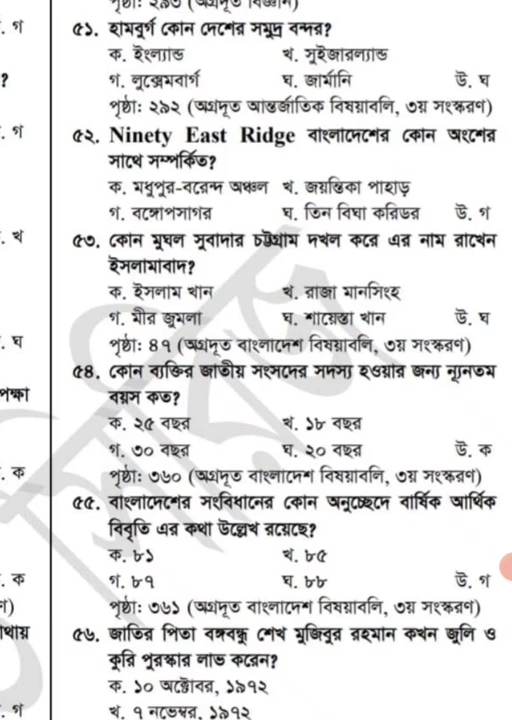 . গ
৫১. হামবুর্গ কোন দেশের সমুদ্র বন্দর?
ক. ইংল্যান্ড খ. সুইজারল্যান্ড
?
গ. লুক্সেমবার্গ ঘ. জার্মানি উ. ঘ
পৃষ্ঠা: ২৯২ (অগ্রদূত আন্তর্জাতিক বিষয়াবলি, ৩য় সংস্করণ)
. গ
৫২. Ninety East Ridge বাংলাদেশের কোন অংশের
সাথে সম্পর্কিত?
ক. মধুপুর-বরেন্দ অঞ্চল খ. জয়ন্তিকা পাহাড়
গ. বঙ্গোপসাগর ঘ. তিন বিঘা করিডর উ. গ
. খ
৫৩. কোন মুঘল সুবাদার চট্টগ্রাম দখল করে এর নাম রাখেন
ইসলামাবাদ?
ক. ইসলাম খান খ. রাজা মানসিংহ
গ. মীর জুমলা ঘ. শায়েস্তা খান উ. ঘ
. ঘ
পৃষ্ঠা: ৪৭ (অগ্রদূত বাংলাদেশ বিষয়াবলি, ৩য় সংস্করণ)
৫৪. কোন ব্যক্তির জাতীয় সংসদের সদস্য হওয়ার জন্য ন্যূনতম
পক্ষা
বয়স কত?
ক. ২৫ বছর খ. ১৮ বছর
গ. ৩০ বছর ঘ. ২০ বছর উ. ক
. ক
পৃষ্ঠা: ৩৬০ (অগ্রদূত বাংলাদেশ বিষয়াবলি, ৩য় সংস্করণ)
৫৫. বাংলাদেশের সংবিধানের কোন অনুচ্ছেদে বার্ষিক আর্থিক
বিবৃতি এর কথা উল্লেখ রয়েছে?
ক. ৮১ খ. ৮৫
. ক
গ. ৮৭ ঘ. ৮৮ উ. গ
পৃষ্ঠা: ৩৬১ (অগ্রদূত বাংলাদেশ বিষয়াবলি, ৩য় সংস্করণ)
৫৬. জাতির পিতা বঙ্গবন্ধু শেখ মুজিবুর রহমান কখন জুলি ও
কুরি পুরস্কার লাভ করেন?
ক. ১০ অক্টোবর, ১৯৭২
. গ
খ. ৭ নভেম্বর, ১৯৭২